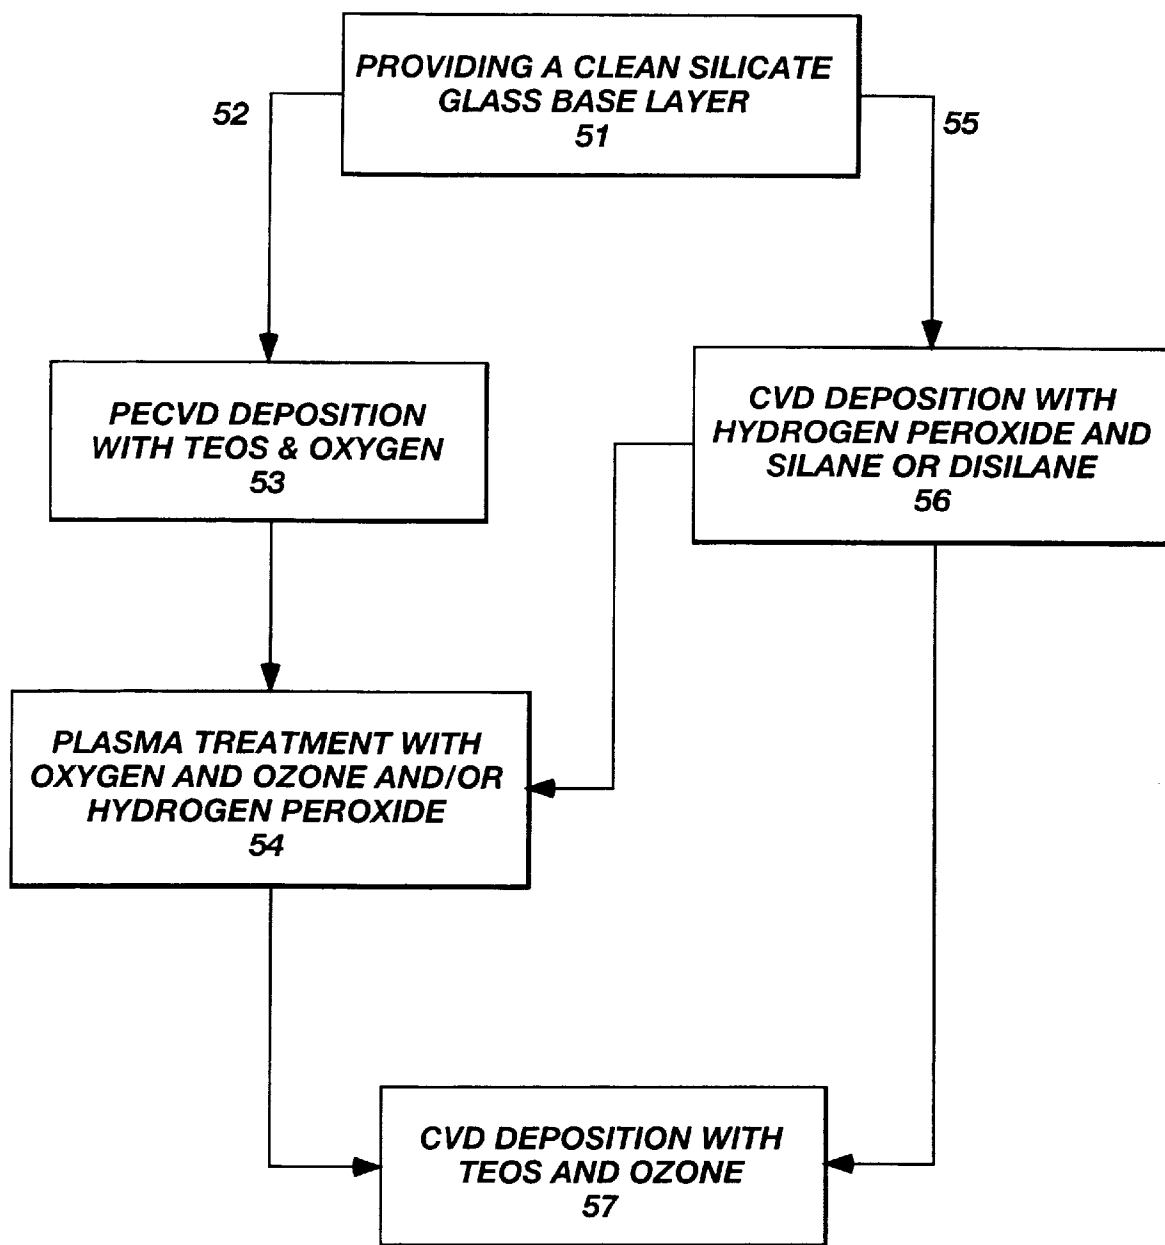 PROVIDING A CLEAN SILICATE
GLASS BASE LAYER
51
52
55
PECVD DEPOSITION
WITH TEOS & OXYGEN
53
CVD DEPOSITION WITH
HYDROGEN PEROXIDE AND
SILANE OR DISILANE
56
PLASMA TREATMENT WITH
OXYGEN AND OZONE AND/OR
HYDROGEN PEROXIDE
54
CVD DEPOSITION WITH
TEOS AND OZONE
57